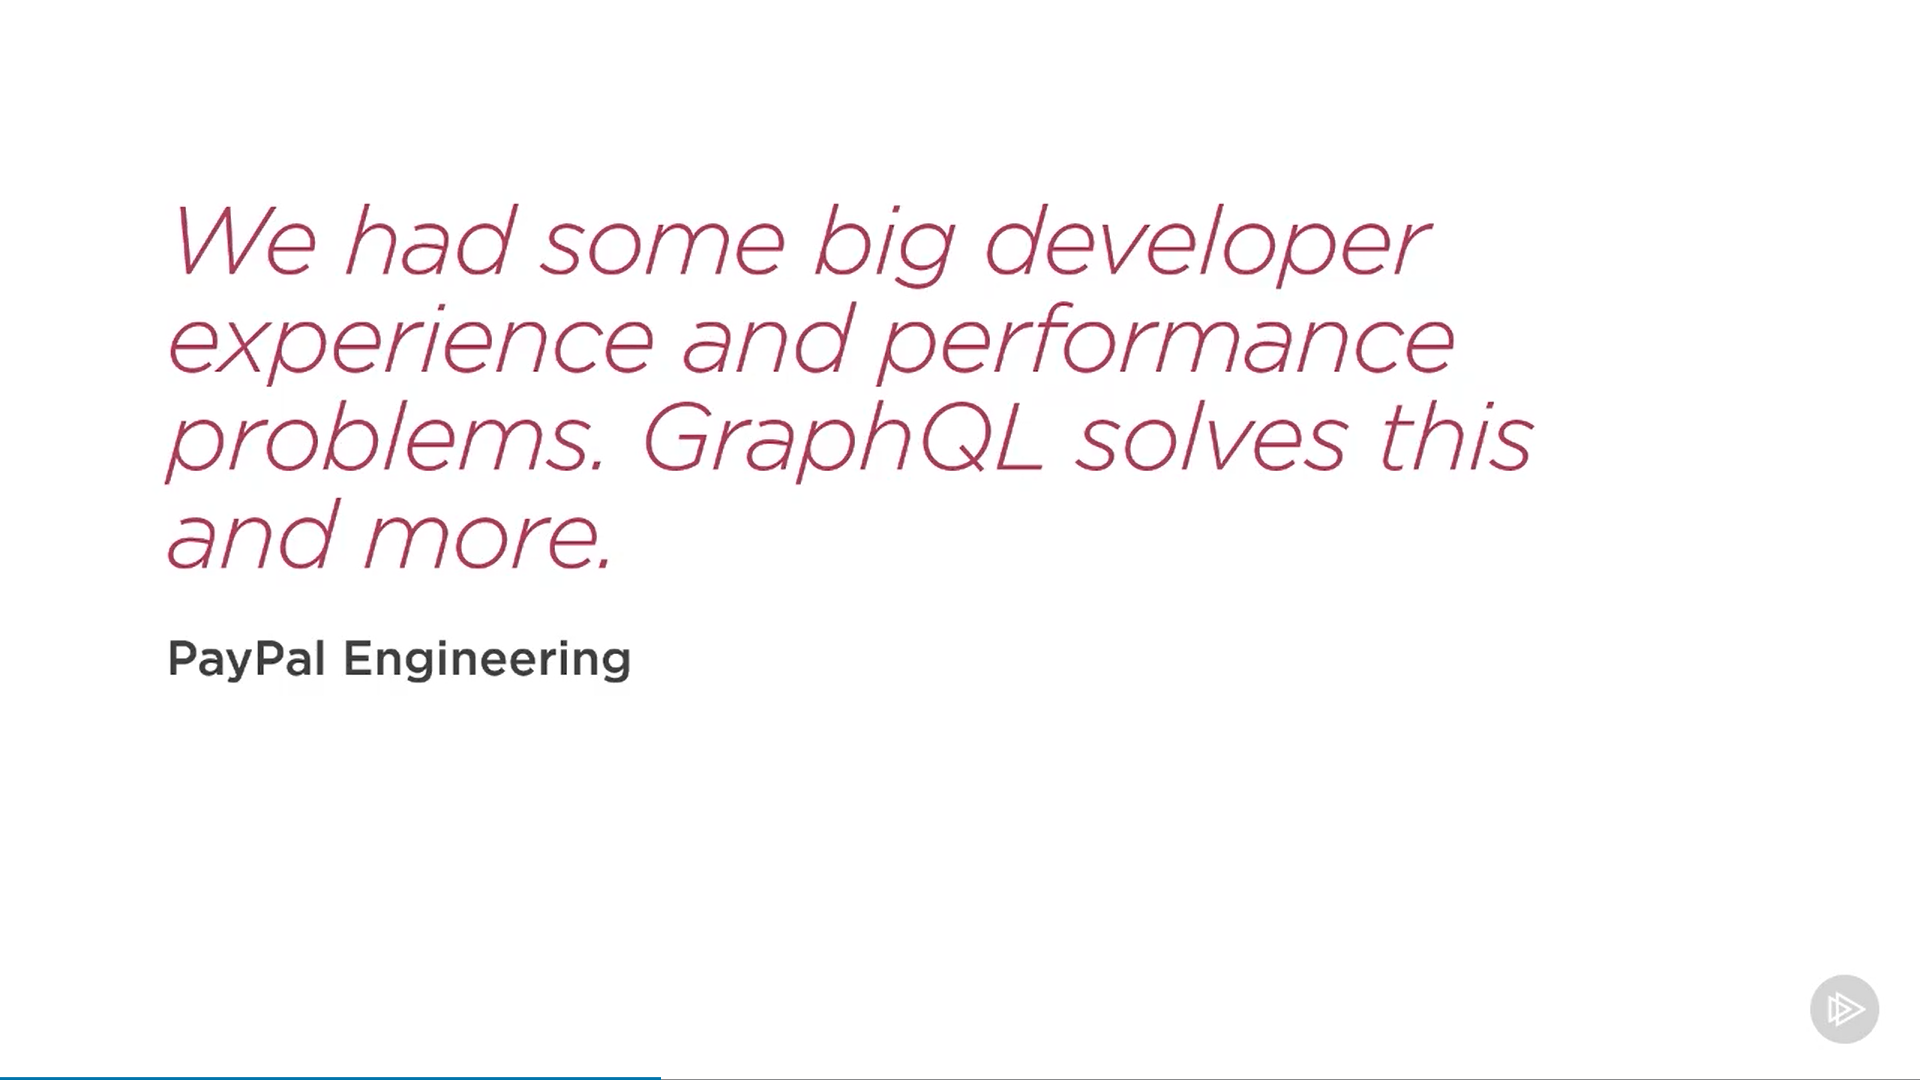 We had some big developer
experience and performance
problems. GraphQL solves this
and more.
PayPal Engineering